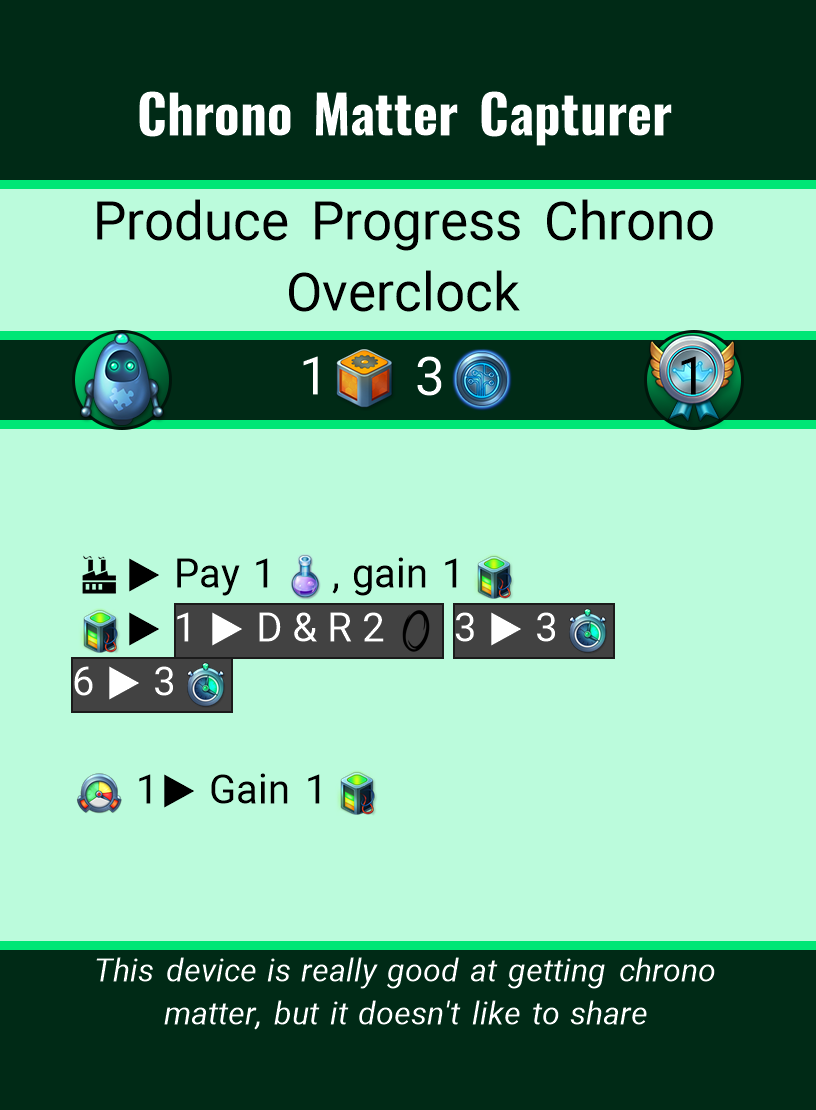 Chrono Matter Capturer
Produce Progress Chrono
Overclock
1 3 1
▶ Pay 1 , gain 1
▶ 1 ▶ D & R 2 3 ▶ 3
6 ▶ 3
1▶ Gain 1
This device is really good at getting chrono
matter, but it doesn't like to share